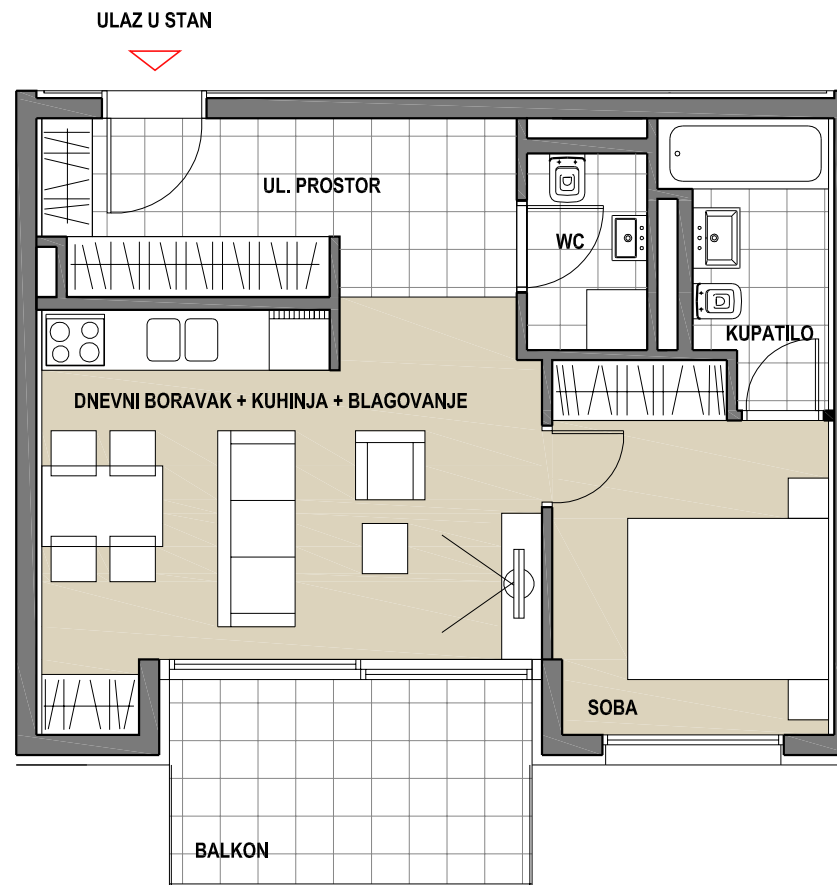 ULAZ U STAN
UL. PROSTOR
WC
KUPATILO
DNEVNI BORAVAK + KUHINJA + BLAGOVANJE
SOBA
BALKON